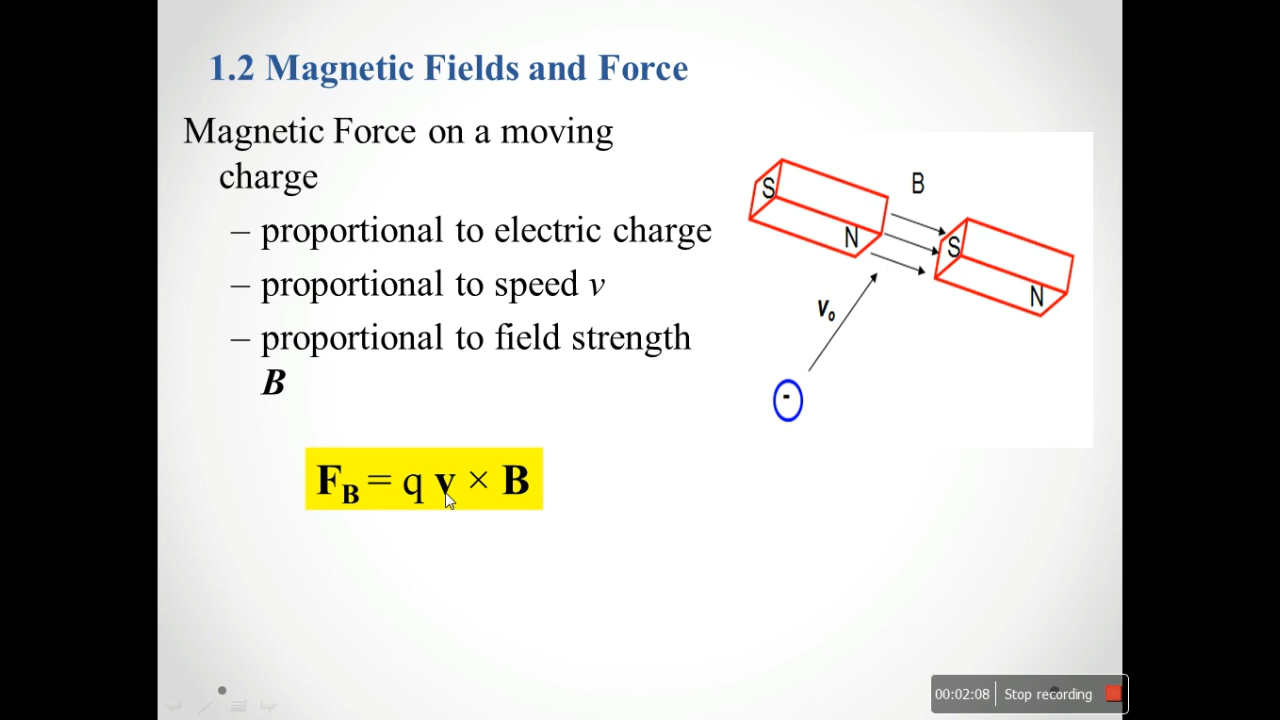 1.2 Magnetic Fields and Force
Magnetic Force on a moving
charge
– proportional to electric charge
– proportional to speed v
– proportional to field strength
B
F_B = q v × B
S
B
N
S
N
v₀
-
00:02:08 Stop recording